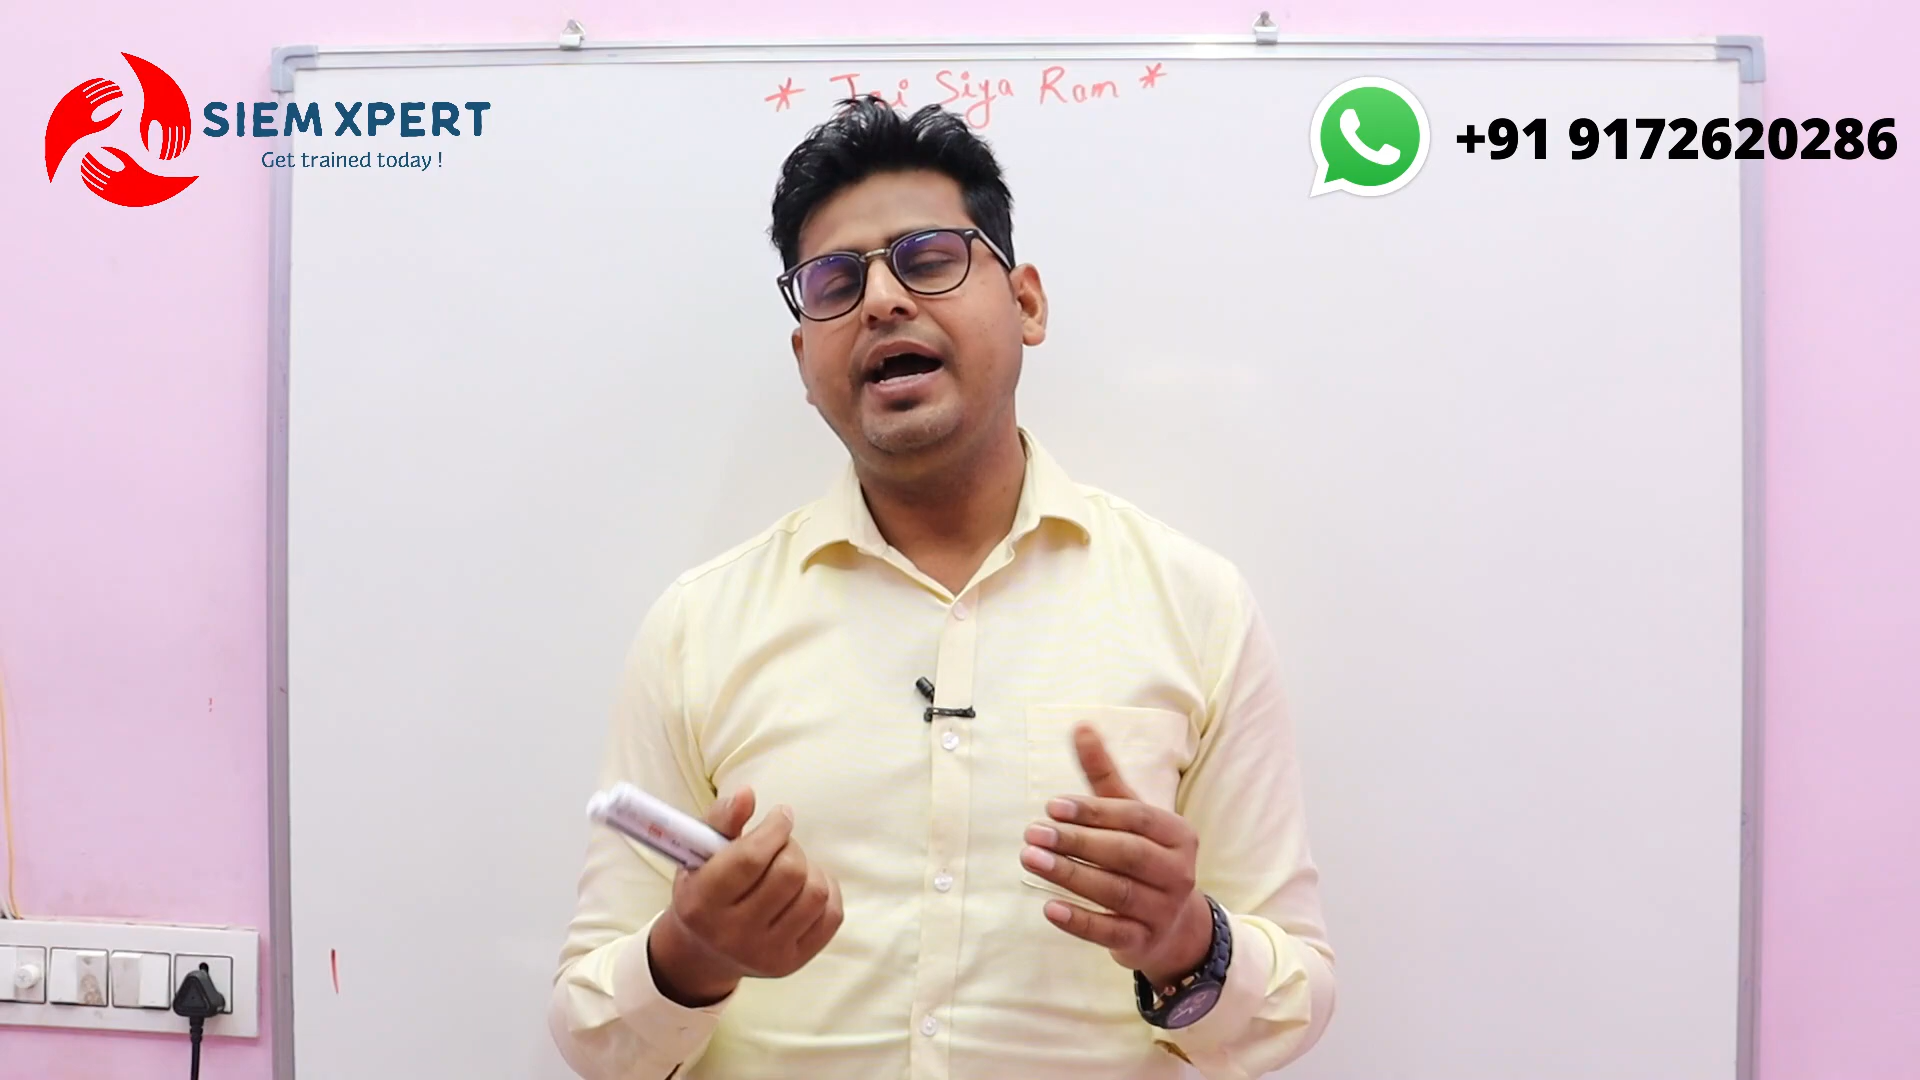 * Jai Siya Ram *
SIEM XPERT
Get trained today !
+91 9172620286